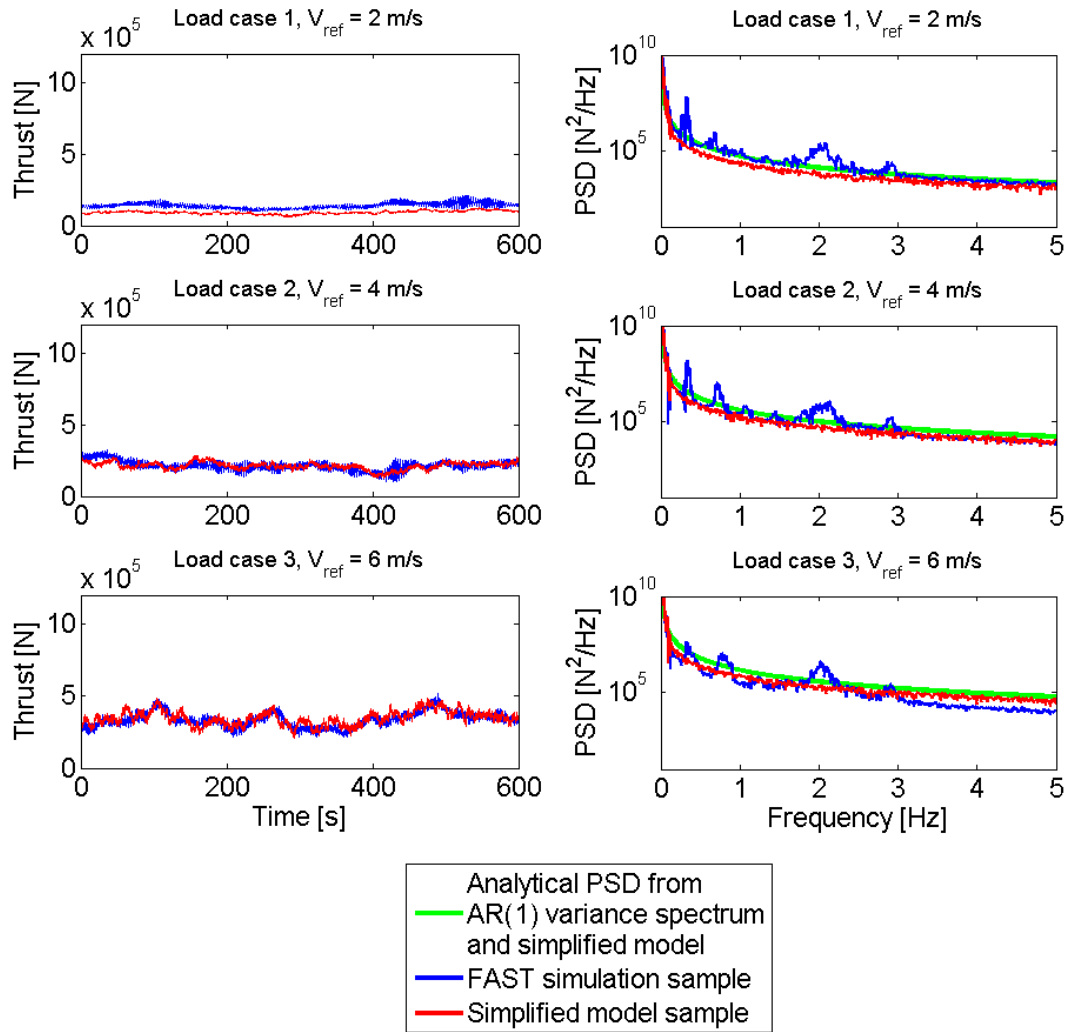 Load case 1, V_ref = 2 m/s
x 10^5
Thrust [N]
10
5
0
0 200 400 600
Load case 1, V_ref = 2 m/s
PSD [N^2/Hz]
10^10
10^5
0 1 2 3 4 5
Load case 2, V_ref = 4 m/s
x 10^5
Thrust [N]
10
5
0
0 200 400 600
Load case 2, V_ref = 4 m/s
PSD [N^2/Hz]
10^10
10^5
0 1 2 3 4 5
Load case 3, V_ref = 6 m/s
x 10^5
Thrust [N]
10
5
0
0 200 400 600
Time [s]
Load case 3, V_ref = 6 m/s
PSD [N^2/Hz]
10^10
10^5
0 1 2 3 4 5
Frequency [Hz]
Analytical PSD from
AR(1) variance spectrum
and simplified model
FAST simulation sample
Simplified model sample